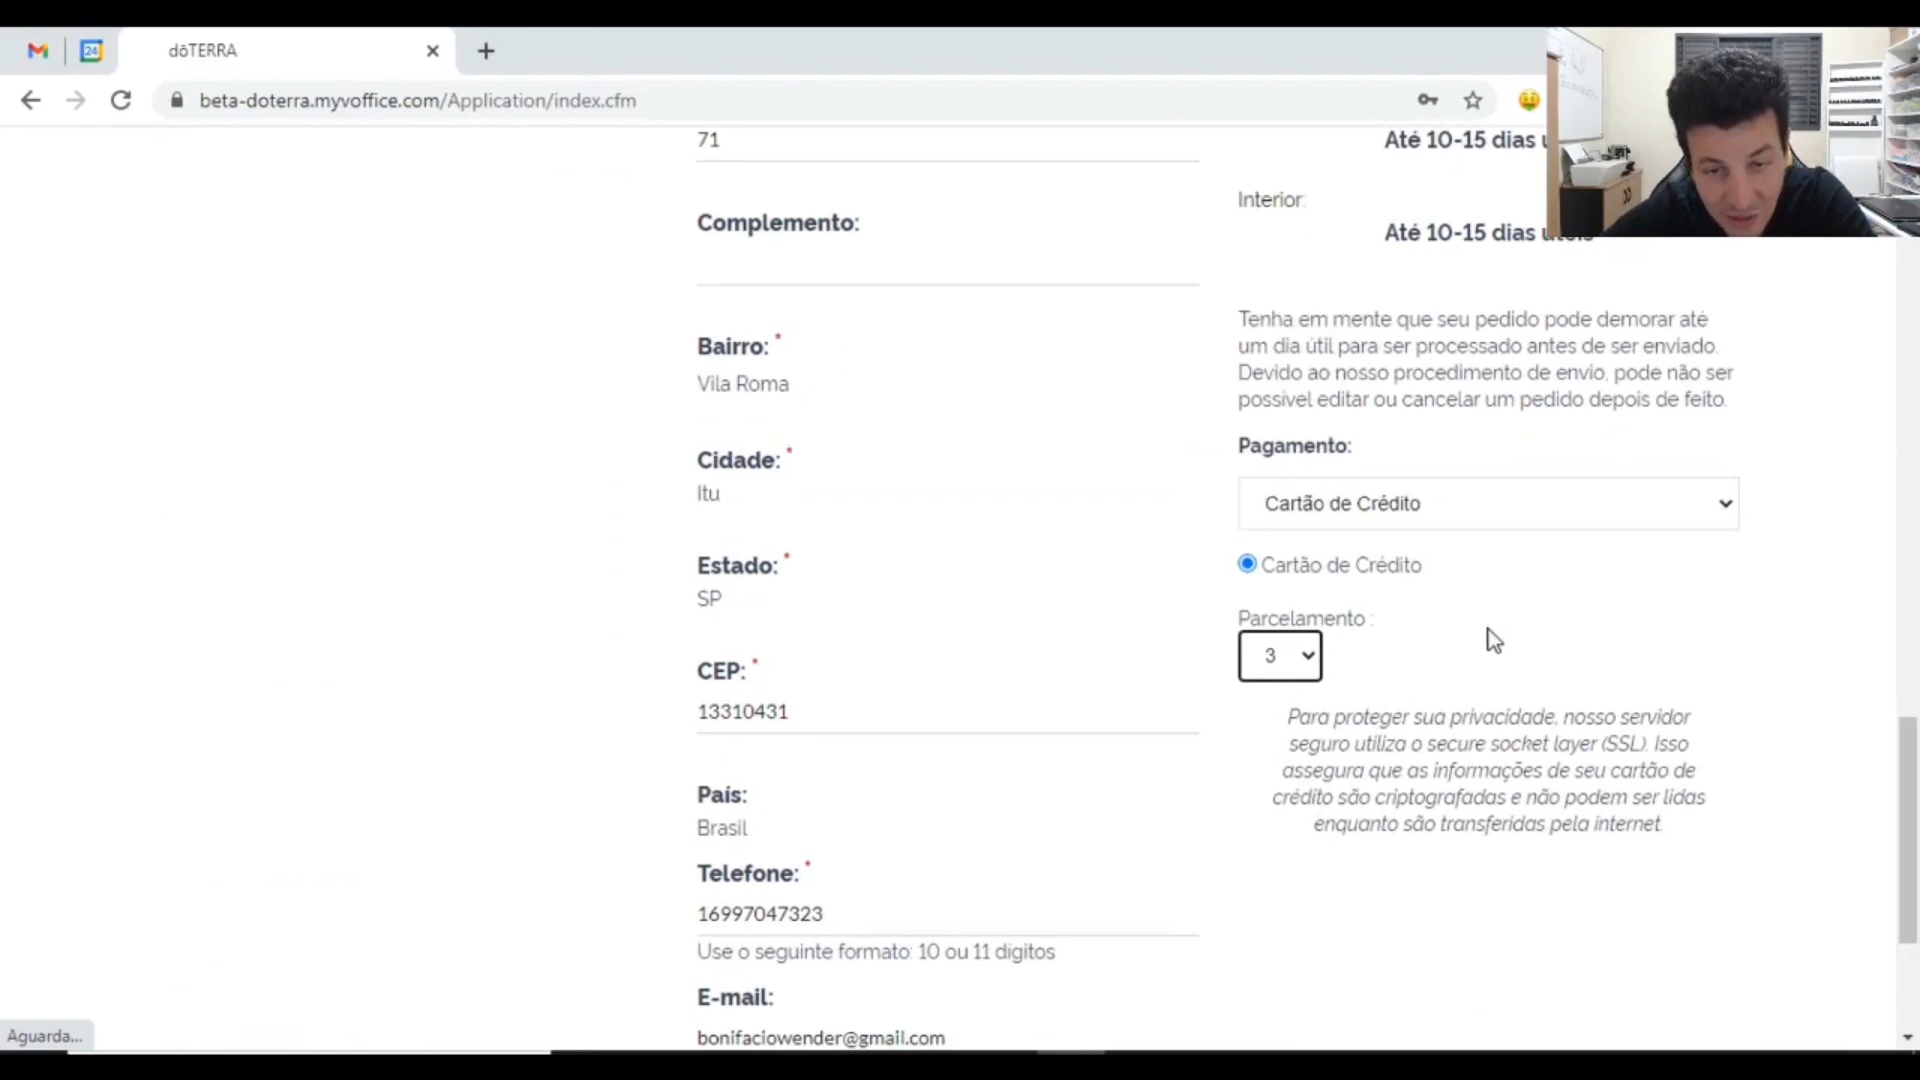 24
dōTERRA
beta-doterra.myvoffice.com/Application/index.cfm
71
Complemento:
Bairro: *
Vila Roma
Cidade: *
Itu
Estado: *
SP
CEP: *
13310431
País:
Brasil
Telefone: *
16997047323
Use o seguinte formato: 10 ou 11 dígitos
E-mail:
bonifaciowender@gmail.com
Até 10-15 dias
Interior:
Até 10-15 dias úteis
Tenha em mente que seu pedido pode demorar até
um dia útil para ser processado antes de ser enviado.
Devido ao nosso procedimento de envio, pode não ser
possível editar ou cancelar um pedido depois de feito.
Pagamento:
Cartão de Crédito
Cartão de Crédito
Parcelamento :
3
Para proteger sua privacidade, nosso servidor
seguro utiliza o secure socket layer (SSL). Isso
assegura que as informações de seu cartão de
crédito são criptografadas e não podem ser lidas
enquanto são transferidas pela internet.
Aguarda...